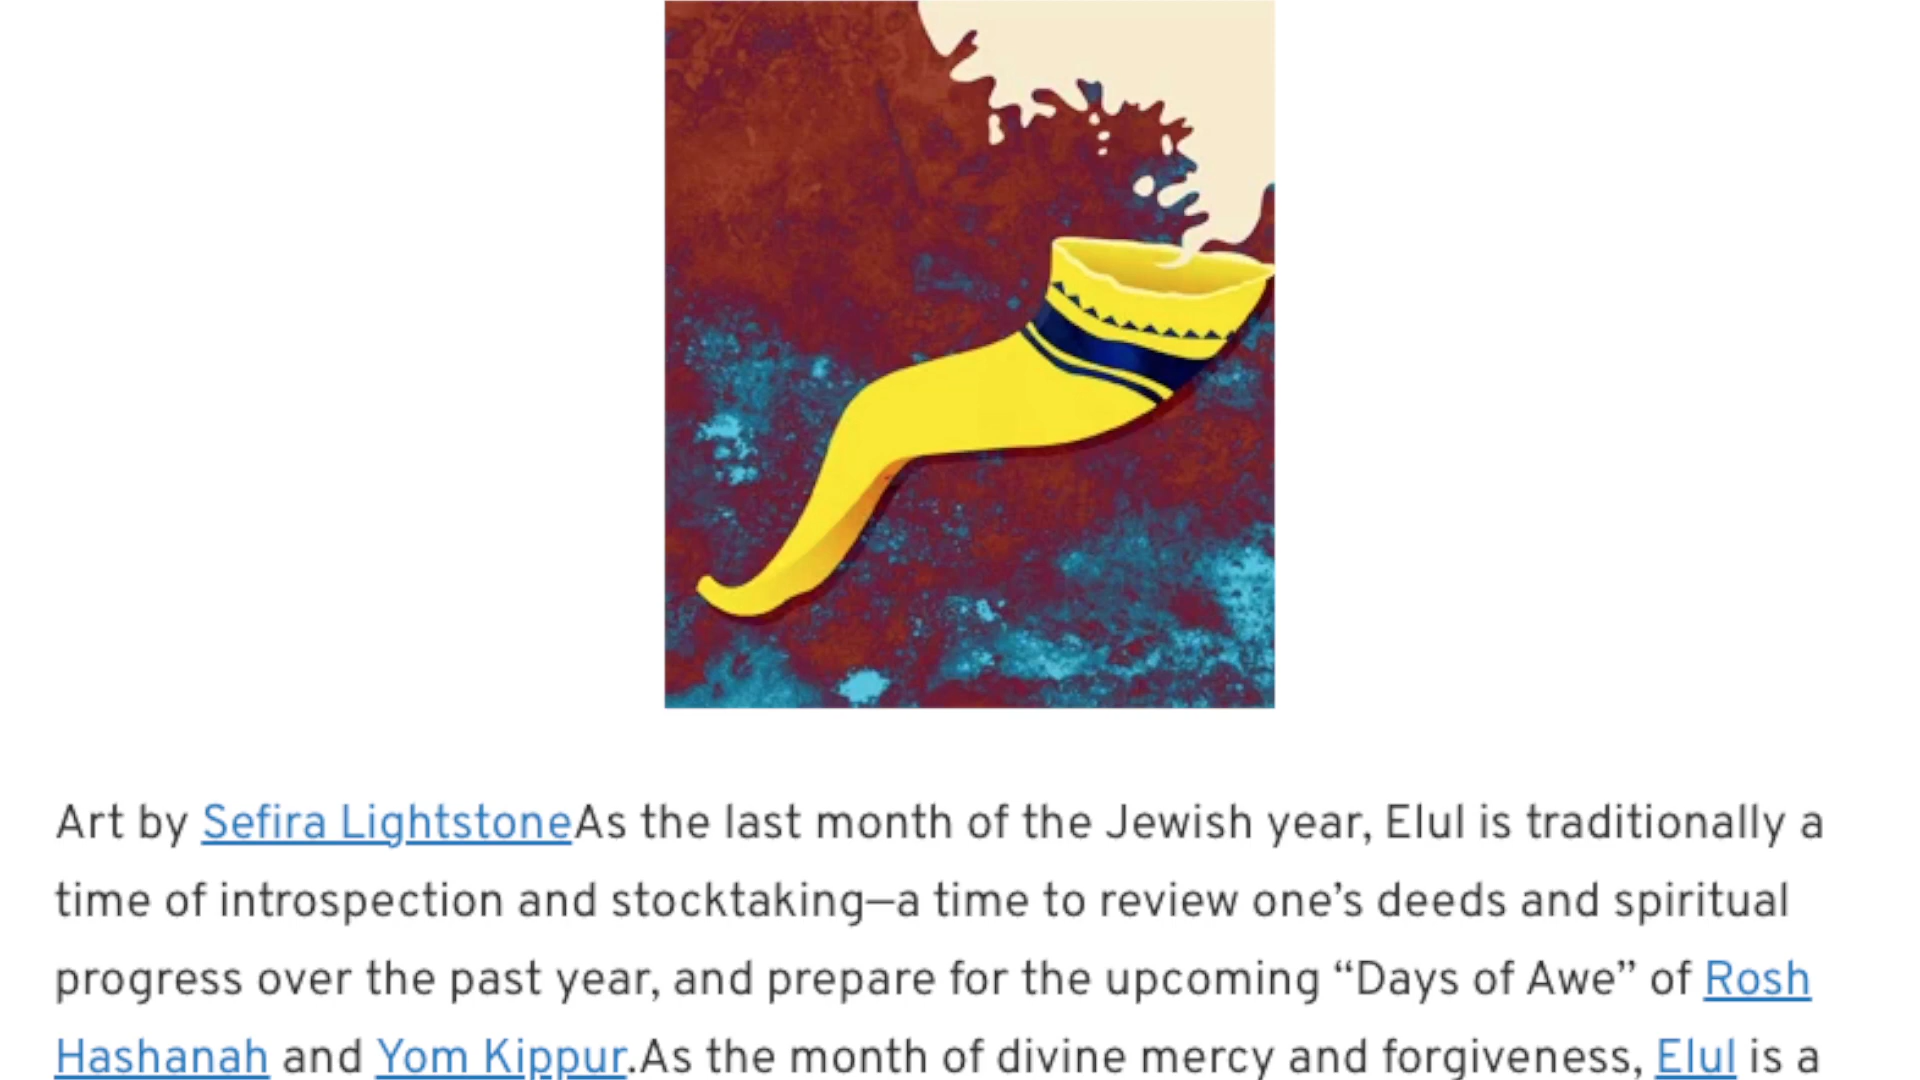 Art by Sefira LightstoneAs the last month of the Jewish year, Elul is traditionally a
time of introspection and stocktaking—a time to review one’s deeds and spiritual
progress over the past year, and prepare for the upcoming “Days of Awe” of Rosh
Hashanah and Yom Kippur.As the month of divine mercy and forgiveness, Elul is a